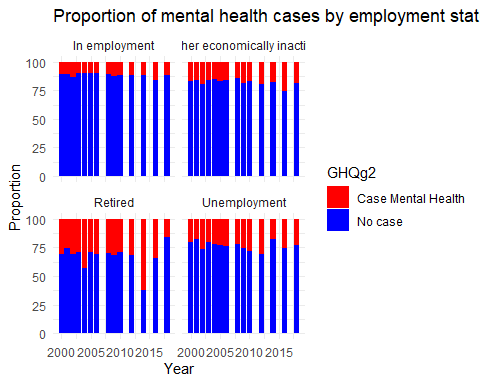 Proportion of mental health cases by employment stat
In employment
her economically inacti
100
75
50
25
0
Retired
Unemployment
100
75
50
25
0
2000 2005 2010 2015
2000 2005 2010 2015
Proportion
Year
GHQg2
Case Mental Health
No case